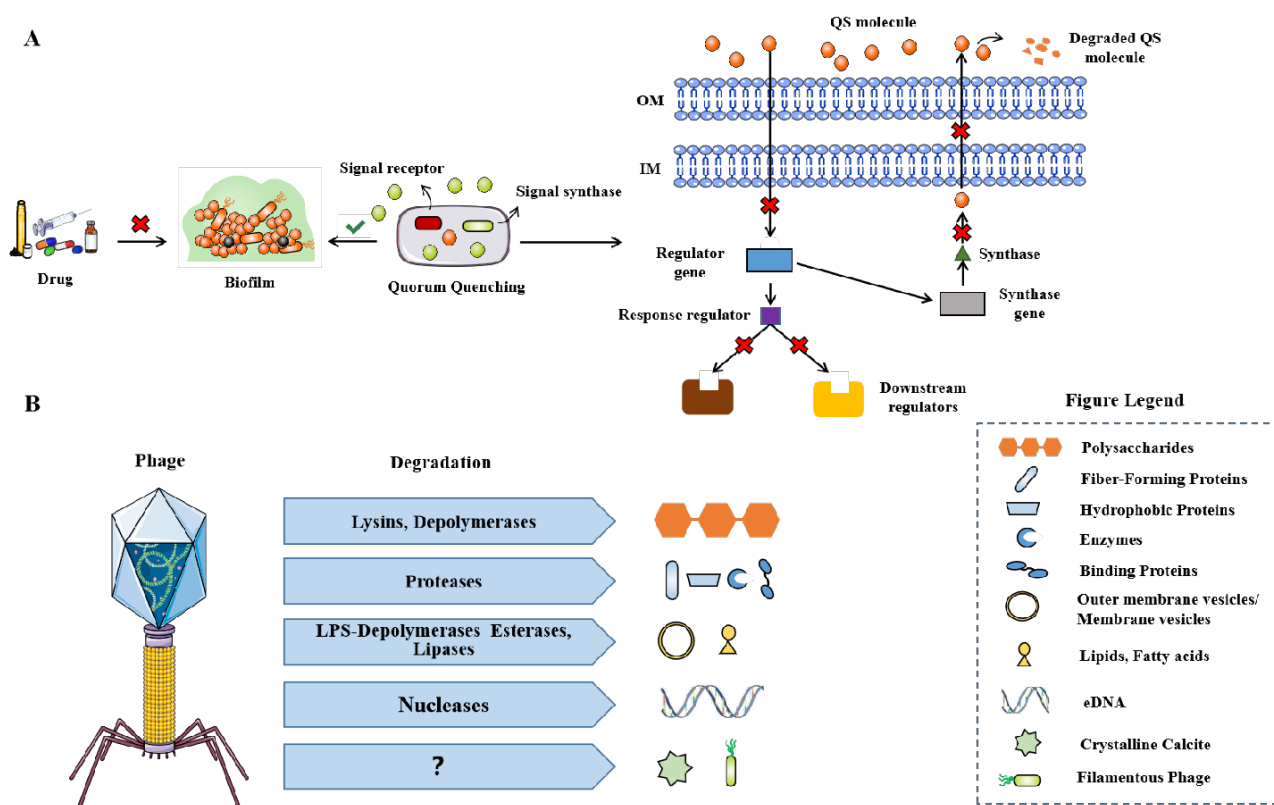 A
QS molecule
Degraded QS
molecule
OM
IM
Signal receptor
Signal synthase
Drug
Biofilm
Quorum Quenching
Regulator
gene
Synthase
Synthase
gene
Response regulator
Downstream
regulators
B
Phage
Degradation
Lysins, Depolymerases
Proteases
LPS-Depolymerases Esterases,
Lipases
Nucleases
?
Figure Legend
Polysaccharides
Fiber-Forming Proteins
Hydrophobic Proteins
Enzymes
Binding Proteins
Outer membrane vesicles/
Membrane vesicles
Lipids, Fatty acids
eDNA
Crystalline Calcite
Filamentous Phage